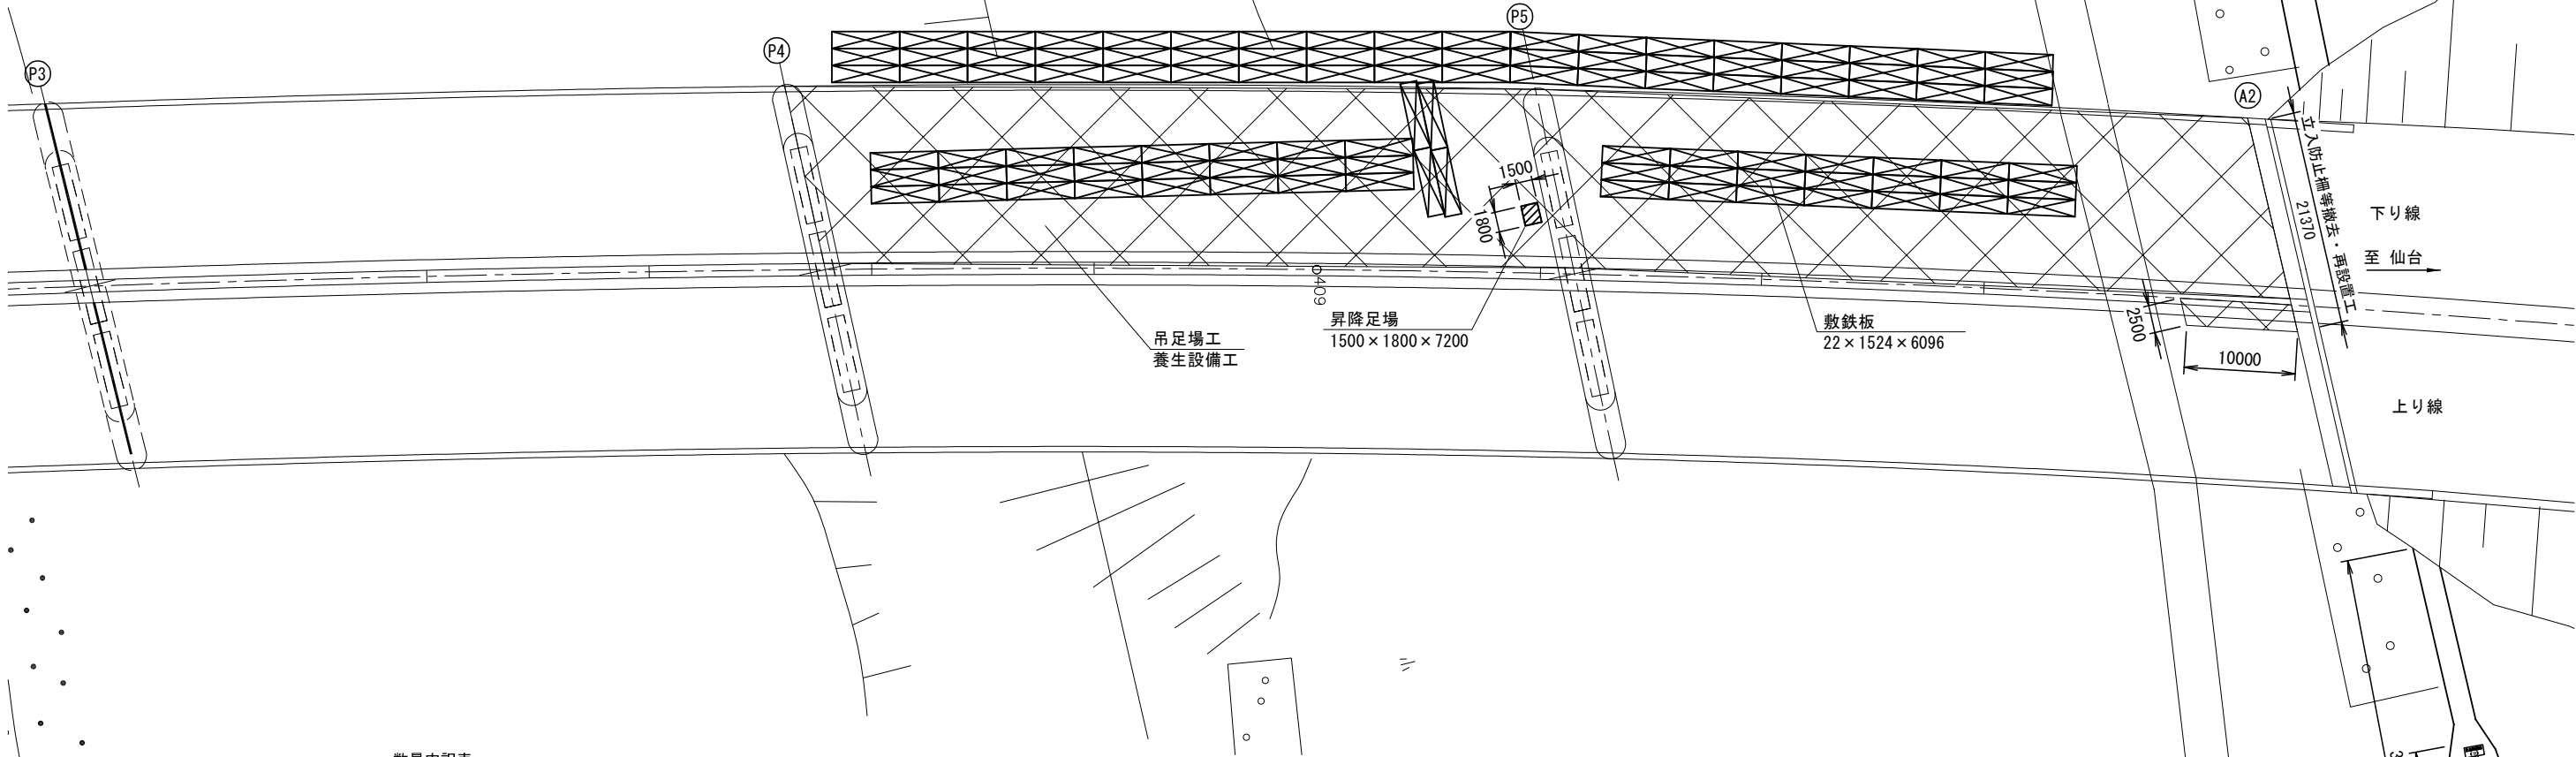 P5
P4
P3
A2
立入防止柵等撤去・再設置工
21370
1500
1800
下り線
至 仙台
409
昇降足場
1500×1800×7200
敷鉄板
22×1524×6096
吊足場工
養生設備工
2500
10000
上り線